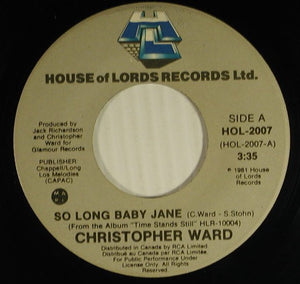 HOUSE of LORDS RECORDS Ltd.
Produced by
Jack Richardson
and Christopher
Ward for
Glamour Records
PUBLISHER
Chappell/Long
Los Melodies
(CAPAC)
SIDE A
HOL-2007
(HOL-2007-A)
3:35
℗ 1981 House
of Lords
Records
SO LONG BABY JANE (C. Ward - S. Stohn)
(From the Album "Time Stands Still" HLR-10004)
CHRISTOPHER WARD
Distributed in Canada by RCA Limited
Distribué au Canada par RCA Limitée
For Public Performance Under
License Only. All Rights
Reserved.